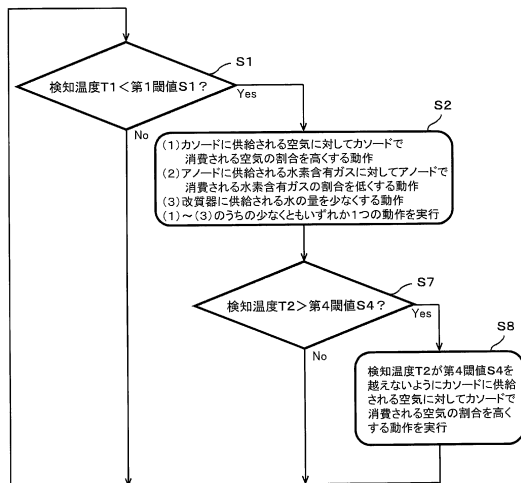 S1
検知温度T1<第1閾値S1?
Yes
No
S2
(1)カソードに供給される空気に対してカソードで
消費される空気の割合を高くする動作
(2)アノードに供給される水素含有ガスに対してアノードで
消費される水素含有ガスの割合を低くする動作
(3)改質器に供給される水の量を少なくする動作
(1)~(3)のうちの少なくともいずれか1つの動作を実行
S7
検知温度T2>第4閾値S4?
Yes
No
S8
検知温度T2が第4閾値S4を
越えないようにカソードに供給
される空気に対してカソードで
消費される空気の割合を高く
する動作を実行